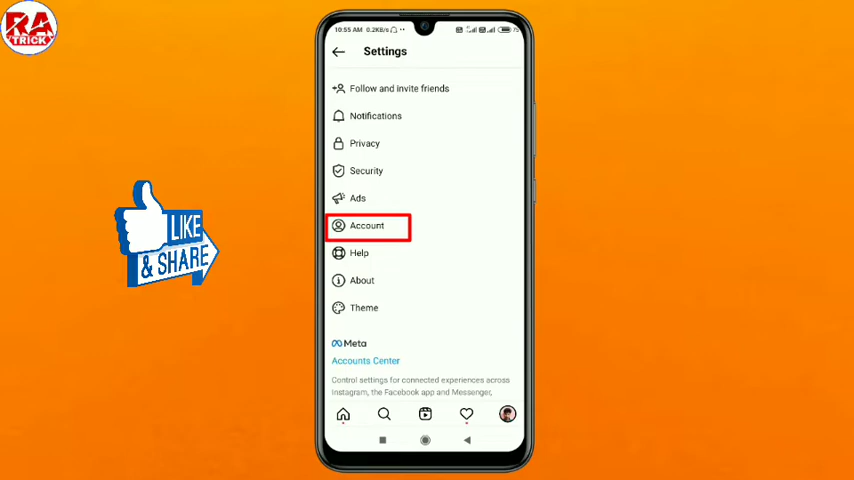 RA
TRICK
10:55 AM 0.2KB/s
75
Settings
Follow and invite friends
Notifications
Privacy
Security
Ads
Account
Help
About
Theme
Meta
Accounts Center
Control settings for connected experiences across
Instagram, the Facebook app and Messenger,
LIKE
& SHARE